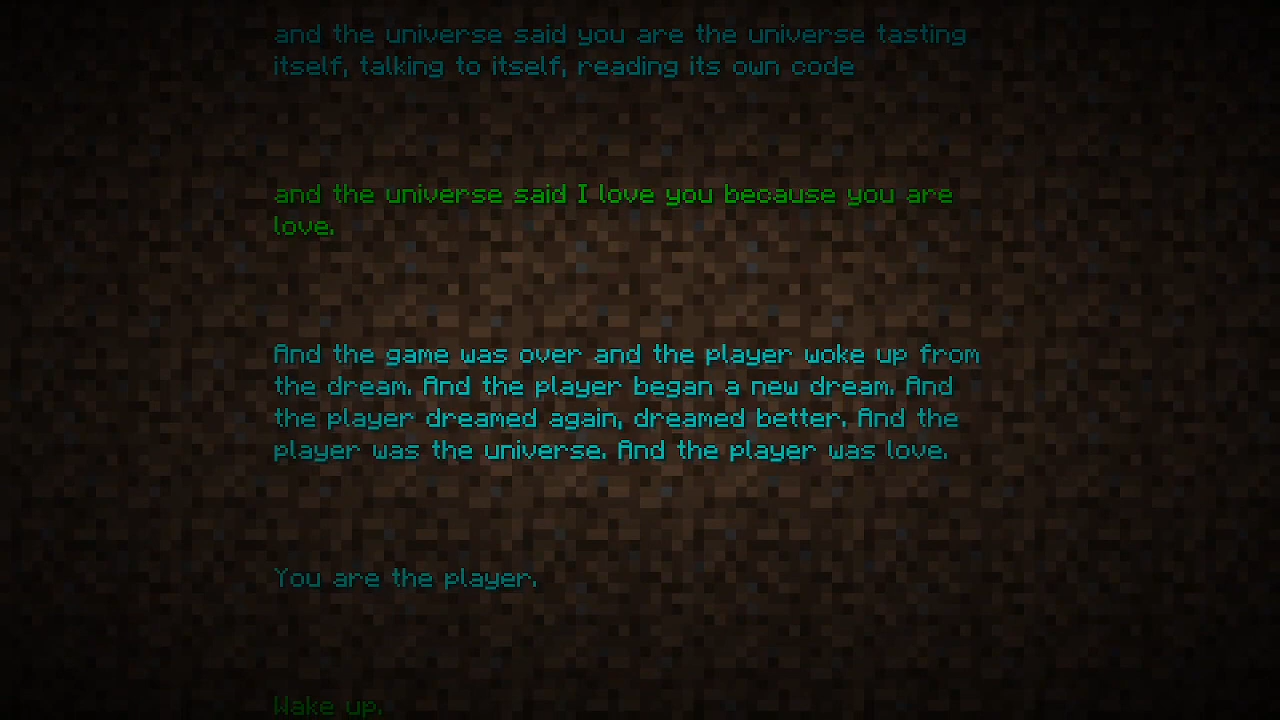 and the universe said you are the universe tasting
itself, talking to itself, reading its own code
and the universe said I love you because you are
love.
And the game was over and the player woke up from
the dream. And the player began a new dream. And
the player dreamed again, dreamed better. And the
player was the universe. And the player was love.
You are the player.
Wake up.